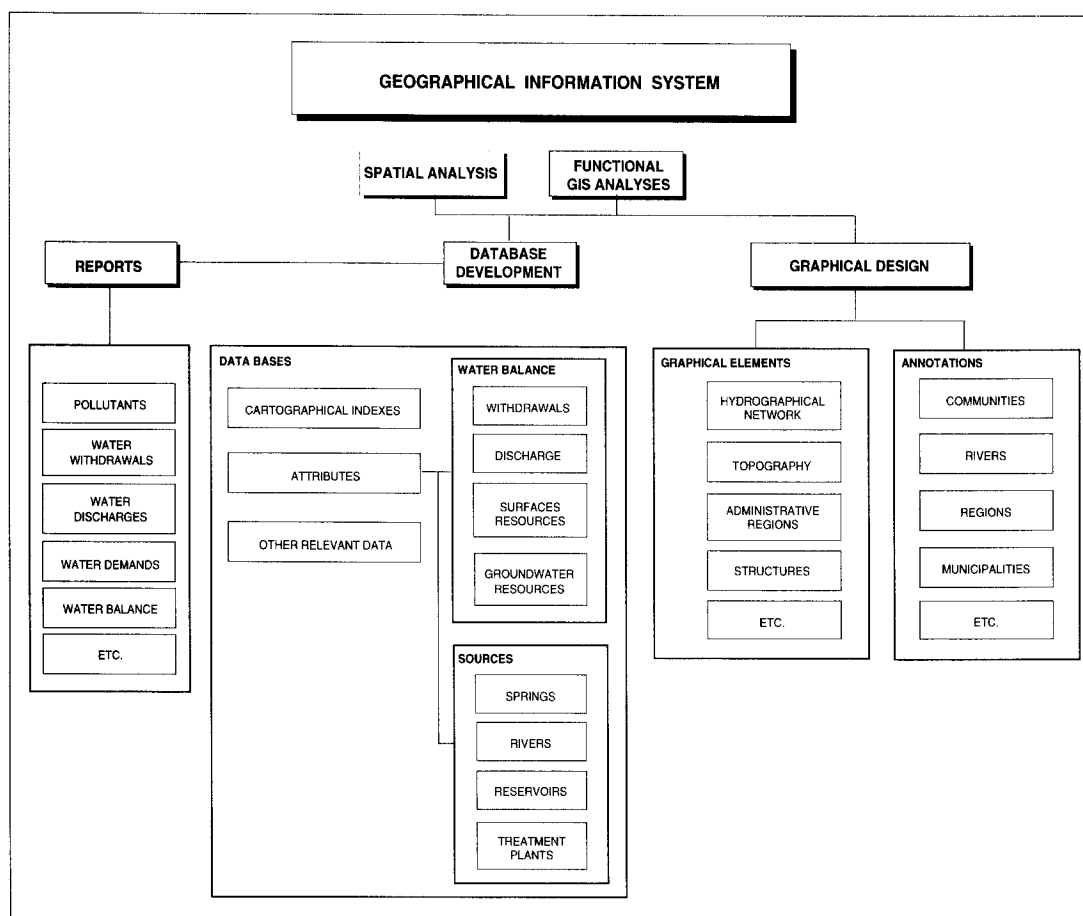 GEOGRAPHICAL INFORMATION SYSTEM
SPATIAL ANALYSIS
FUNCTIONAL
GIS ANALYSES
REPORTS
DATABASE
DEVELOPMENT
GRAPHICAL DESIGN
POLLUTANTS
WATER
WITHDRAWALS
WATER
DISCHARGES
WATER DEMANDS
WATER BALANCE
ETC.
DATA BASES
CARTOGRAPHICAL INDEXES
ATTRIBUTES
OTHER RELEVANT DATA
WATER BALANCE
WITHDRAWALS
DISCHARGE
SURFACES
RESOURCES
GROUNDWATER
RESOURCES
SOURCES
SPRINGS
RIVERS
RESERVOIRS
TREATMENT
PLANTS
GRAPHICAL ELEMENTS
HYDROGRAPHICAL
NETWORK
TOPOGRAPHY
ADMINISTRATIVE
REGIONS
STRUCTURES
ETC.
ANNOTATIONS
COMMUNITIES
RIVERS
REGIONS
MUNICIPALITIES
ETC.